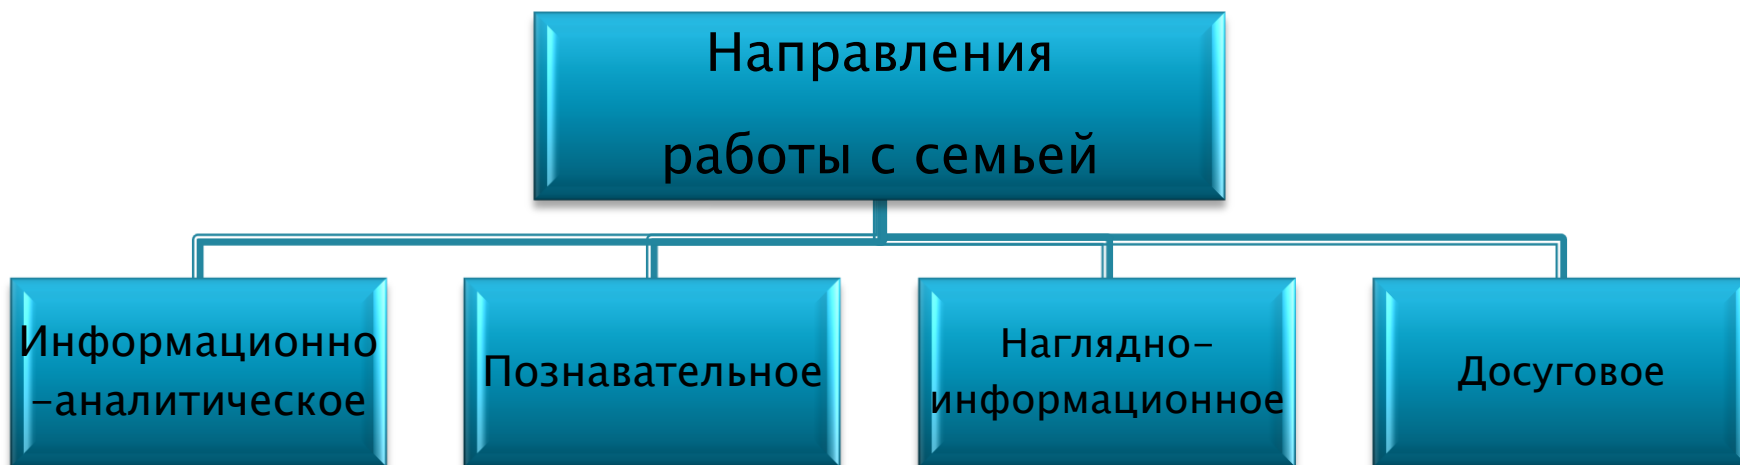 Направления
работы с семьей
Информационно
-аналитическое
Познавательное
Наглядно-
информационное
Досуговое